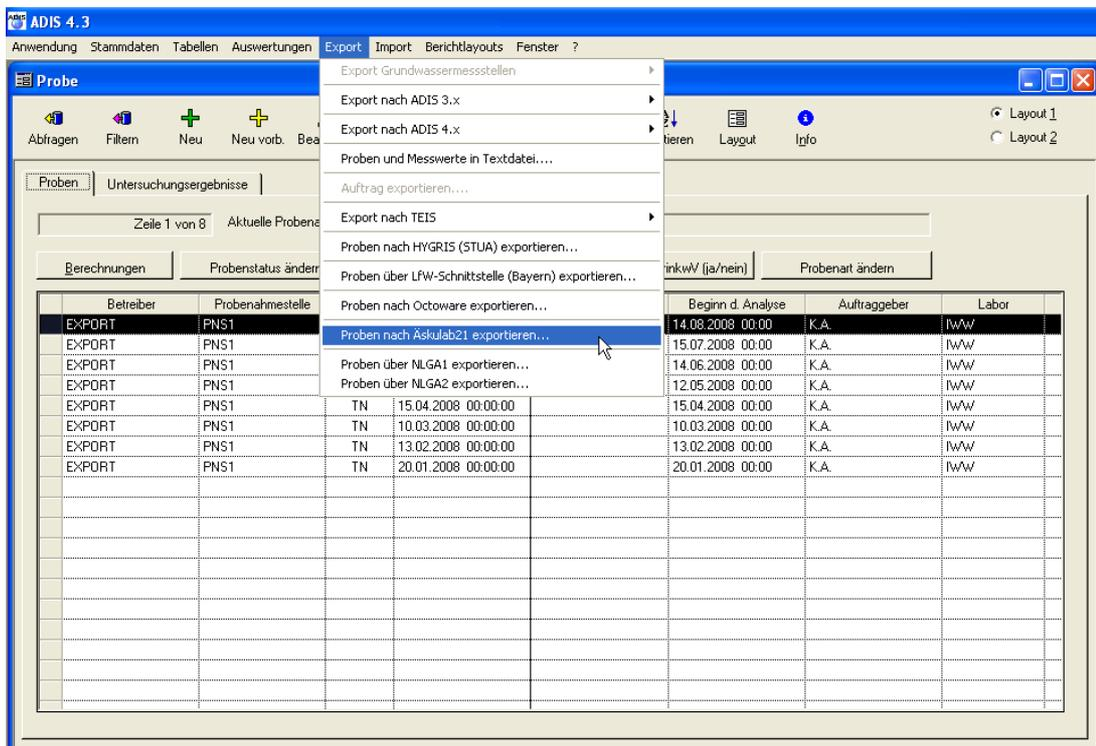 ADIS 4.3
Anwendung Stammdaten Tabellen Auswertungen Export Import Berichtlayouts Fenster ?
Probe
Abfragen Filtern Neu Neu vorb. Layout Info
Layout 1
Layout 2
Export Grundwassermessstellen
Export nach ADIS 3.x
Export nach ADIS 4.x
Proben und Messwerte in Textdatei....
Auftrag exportieren....
Export nach TEIS
Proben nach HYGRIS (STUA) exportieren...
Proben über LfW-Schnittstelle (Bayern) exportieren...
Proben nach Octoware exportieren...
Proben nach Äskulab21 exportieren...
Proben über NLGA1 exportieren...
Proben über NLGA2 exportieren...
Proben Untersuchungsergebnisse
Zeile 1 von 8 Aktuelle
Berechnungen Probenstatus (ja/nein) Probenart ändern
Betreiber Probenahmestelle Beginn d. Analyse Auftraggeber Labor
EXPORT PNS1 14.08.2008 00:00 K.A. IWW
EXPORT PNS1 15.07.2008 00:00 K.A. IWW
EXPORT PNS1 14.06.2008 00:00 K.A. IWW
EXPORT PNS1 12.05.2008 00:00 K.A. IWW
EXPORT PNS1 TN 15.04.2008 00:00:00 15.04.2008 00:00 K.A. IWW
EXPORT PNS1 TN 10.03.2008 00:00:00 10.03.2008 00:00 K.A. IWW
EXPORT PNS1 TN 13.02.2008 00:00:00 13.02.2008 00:00 K.A. IWW
EXPORT PNS1 TN 20.01.2008 00:00:00 20.01.2008 00:00 K.A. IWW